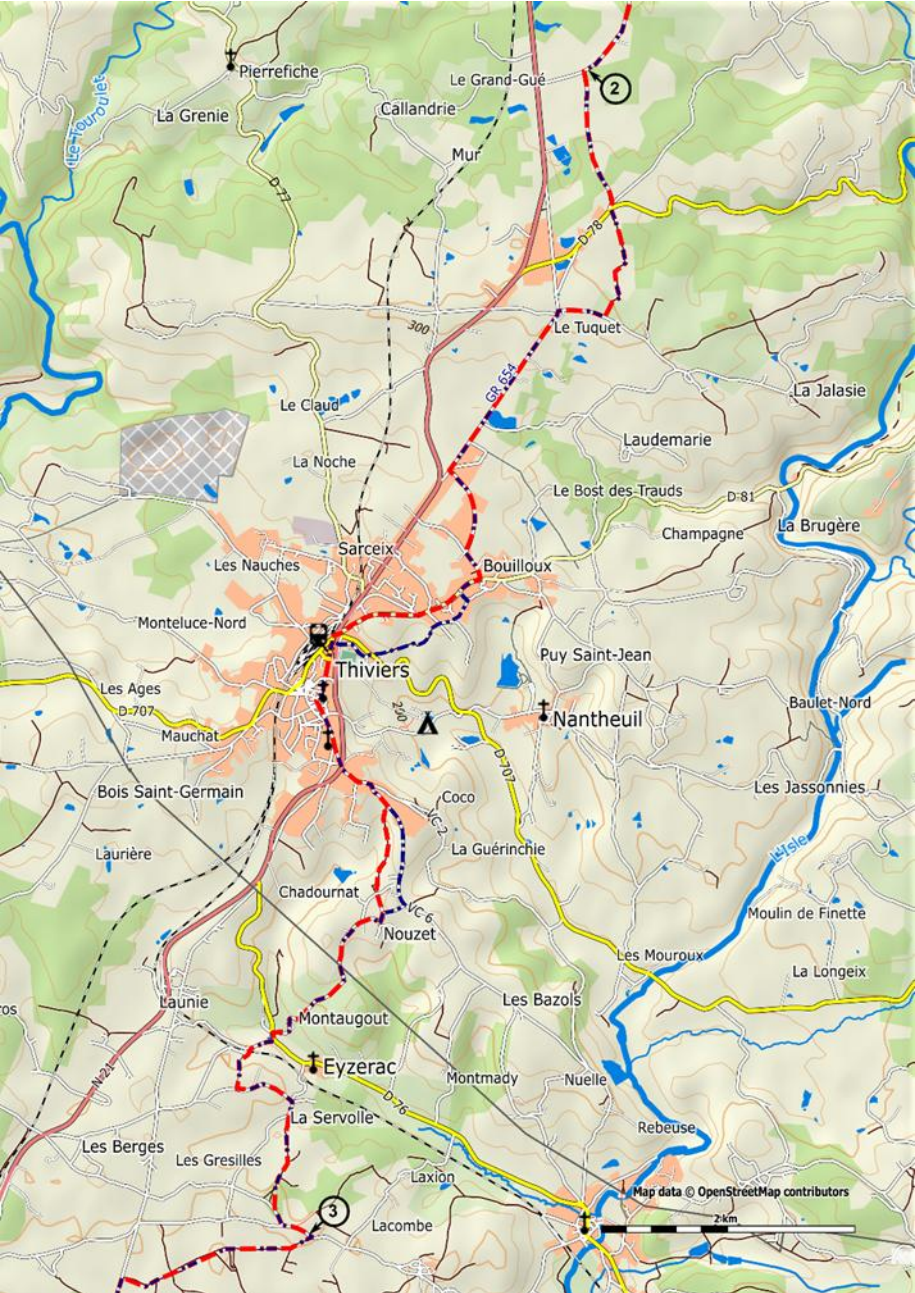 Le Touroulet
Pierrefiche
Le Grand-Gué
2
La Grenie
Callandrie
Mur
D 77
D 78
300
Le Tuquet
GR 654
Le Claud
La Jalasie
Laudemarie
La Noche
Le Bost des Trauds
D 81
Champagne
La Brugère
Sarceix
Les Nauches
Bouilloux
Monteluce-Nord
Thiviers
Puy Saint-Jean
Les Ages
D 707
200
Nantheuil
Baulet-Nord
Mauchat
D 707
Bois Saint-Germain
Coco
Les Jassonnies
VC 2
Laurière
La Guérinchie
L'Isle
Chadournat
VC 6
Nouzet
Moulin de Finette
Les Mouroux
La Longeix
Launie
Les Bazols
ros
Montaugout
Eyzerac
N 21
Montmady
Nuelle
D 76
La Servolle
Rebeuse
Les Berges
Les Gresilles
Laxion
Map data © OpenStreetMap contributors
3
Lacombe
2 km